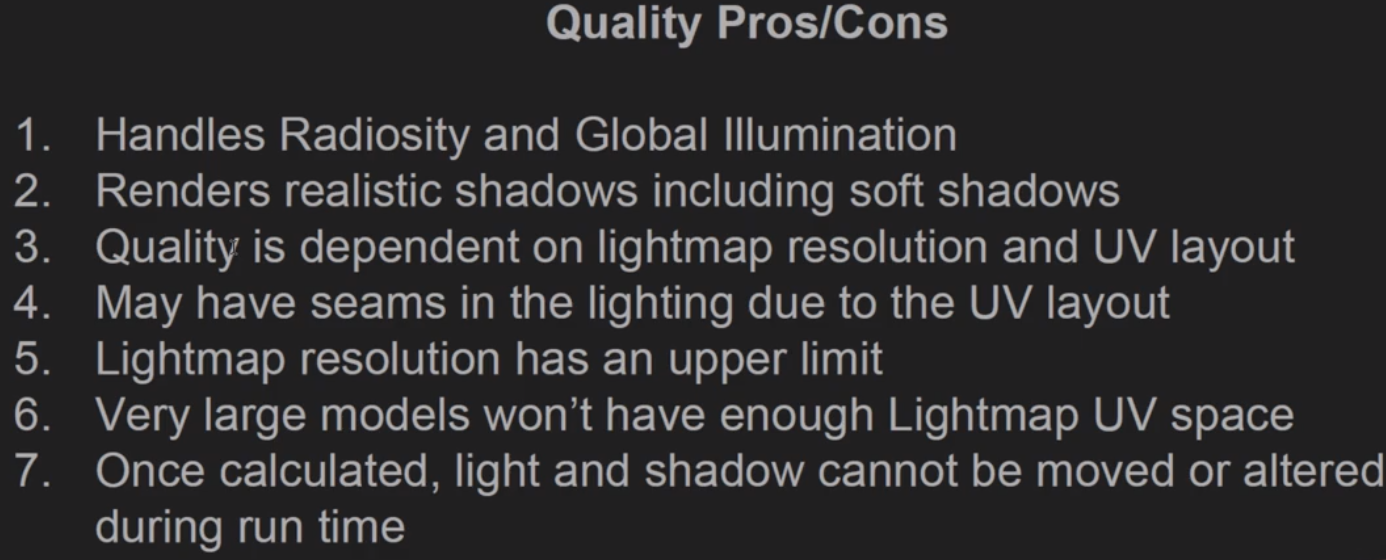 Quality Pros/Cons
1. Handles Radiosity and Global Illumination
2. Renders realistic shadows including soft shadows
3. Quality is dependent on lightmap resolution and UV layout
4. May have seams in the lighting due to the UV layout
5. Lightmap resolution has an upper limit
6. Very large models won’t have enough Lightmap UV space
7. Once calculated, light and shadow cannot be moved or altered
during run time